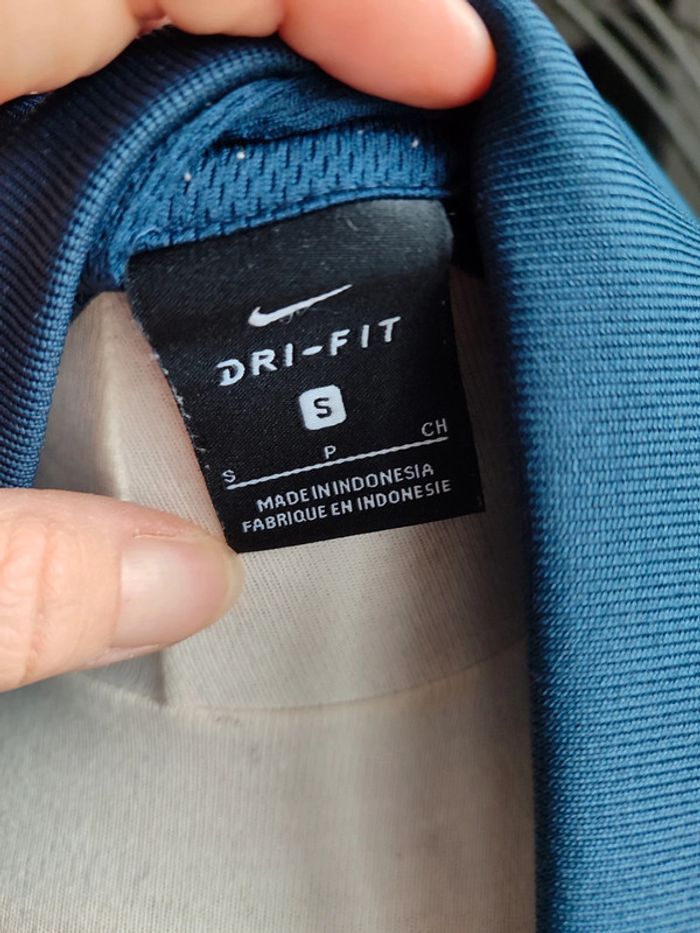 DRI-FIT
S
S P CH
MADE IN INDONESIA
FABRIQUE EN INDONESIE